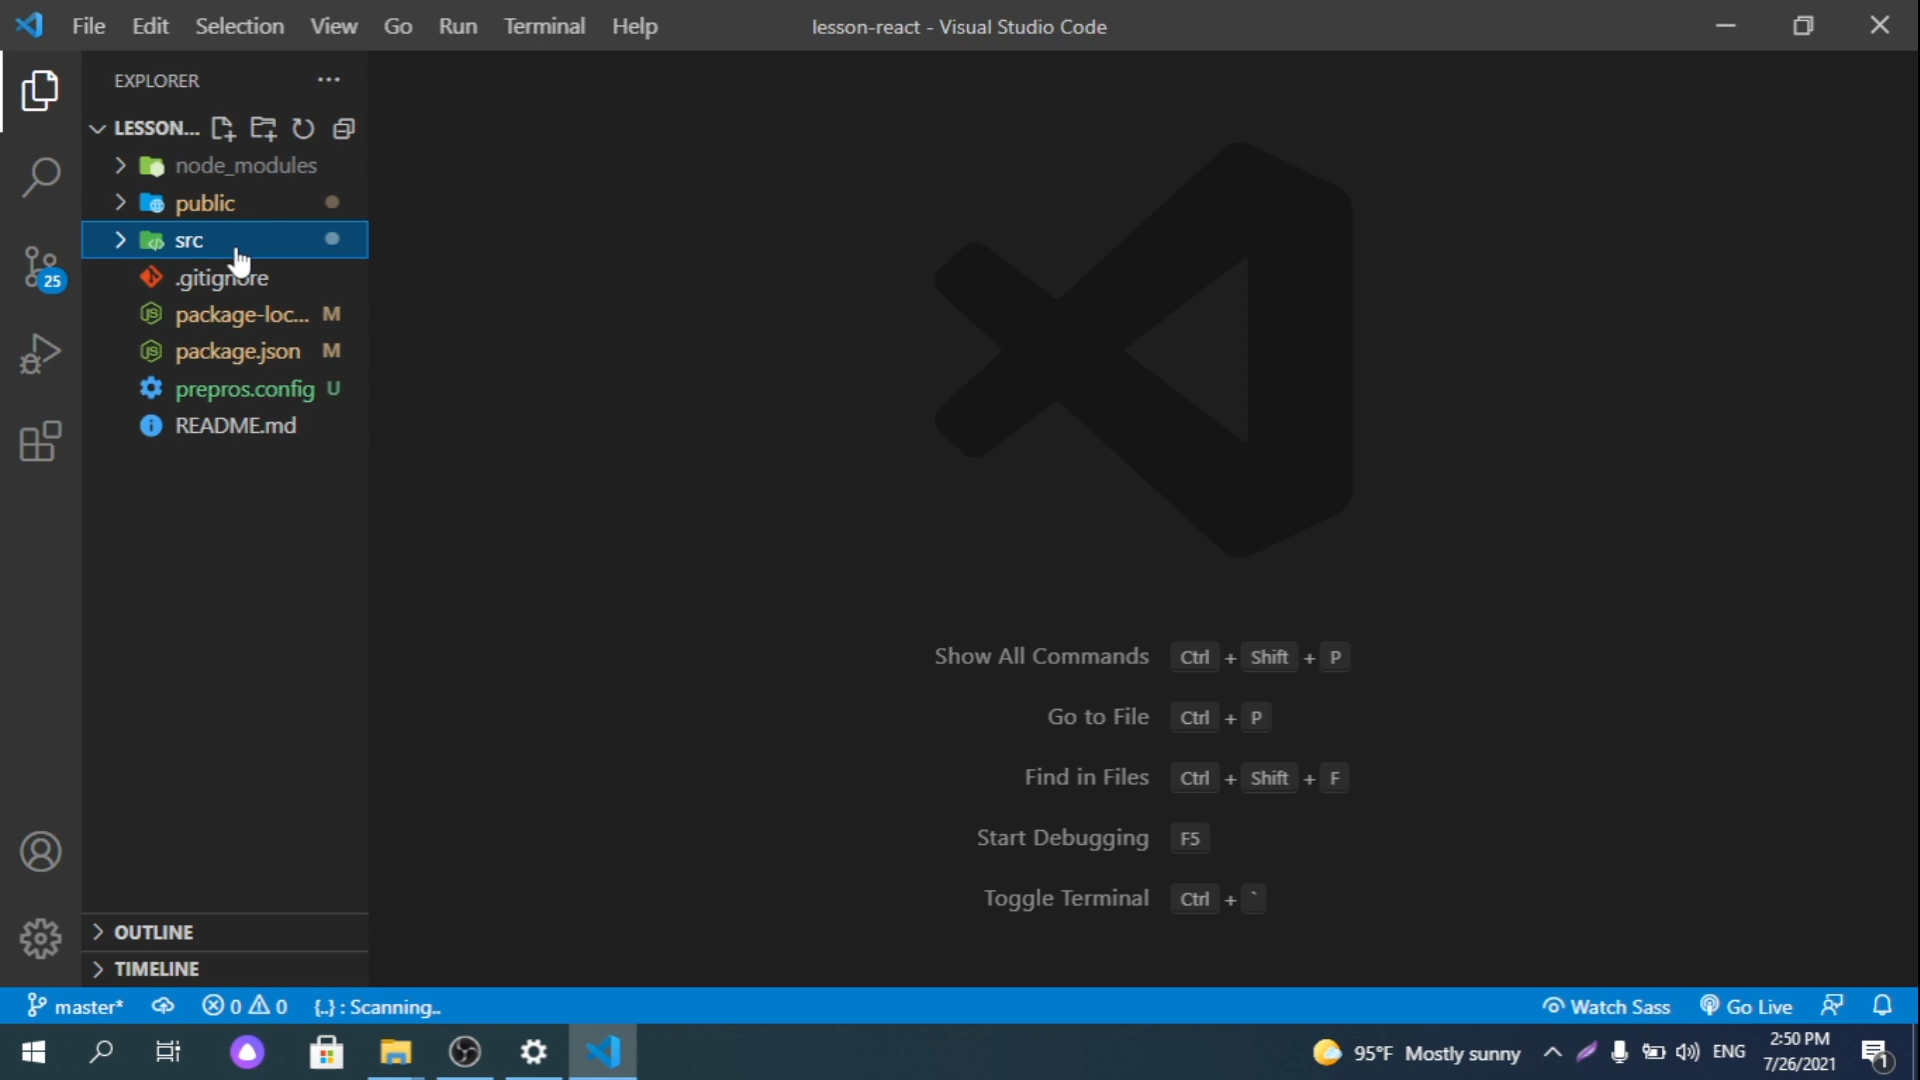 File Edit Selection View Go Run Terminal Help
lesson-react - Visual Studio Code
EXPLORER
LESSON...
node_modules
public
src
.gitignore
package-loc... M
package.json M
prepros.config U
README.md
25
Show All Commands Ctrl + Shift + P
Go to File Ctrl + P
Find in Files Ctrl + Shift + F
Start Debugging F5
Toggle Terminal Ctrl + `
OUTLINE
TIMELINE
master* 0 0 {..} : Scanning.. Watch Sass Go Live
95°F Mostly sunny ENG 2:50 PM
7/26/2021 1